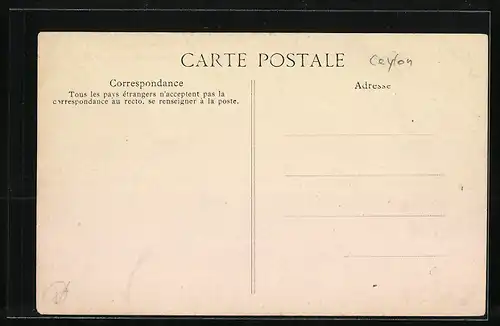 CARTE POSTALE
Ceylon
Correspondance
Tous les pays étrangers n'acceptent pas la
correspondance au recto, se renseigner à la poste.
Adresse